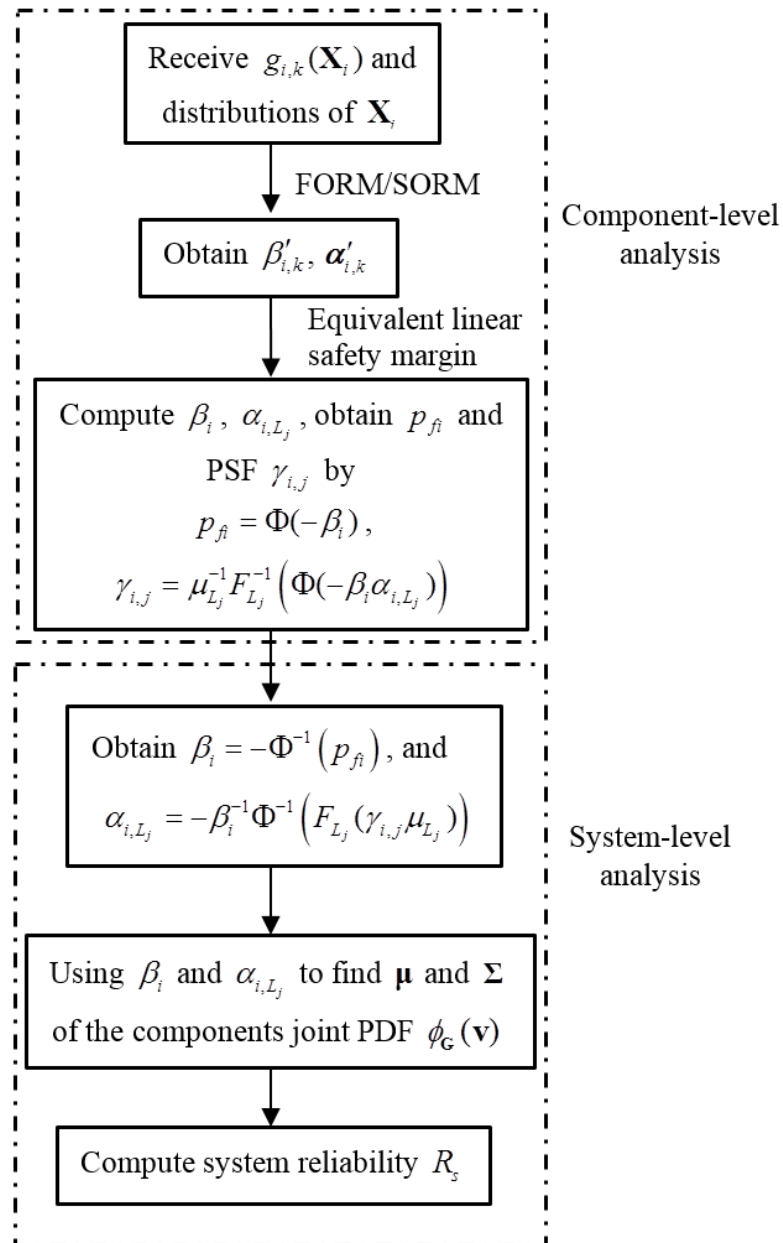 Receive g_{i,k}(𝐗_i) and
distributions of 𝐗_i
FORM/SORM
Obtain β′_{i,k}, 𝛂′_{i,k}
Equivalent linear
safety margin
Compute β_i, α_{i,L_j}, obtain p_{fi} and
PSF γ_{i,j} by
p_{fi} = Φ(−β_i),
γ_{i,j} = μ_{L_j}^{−1} F_{L_j}^{−1}(Φ(−β_i α_{i,L_j}))
Component-level
analysis
Obtain β_i = −Φ^{−1}(p_{fi}), and
α_{i,L_j} = −β_i^{−1} Φ^{−1}(F_{L_j}(γ_{i,j} μ_{L_j}))
Using β_i and α_{i,L_j} to find 𝛍 and 𝚺
of the components joint PDF ϕ_𝐆(𝐯)
Compute system reliability R_s
System-level
analysis